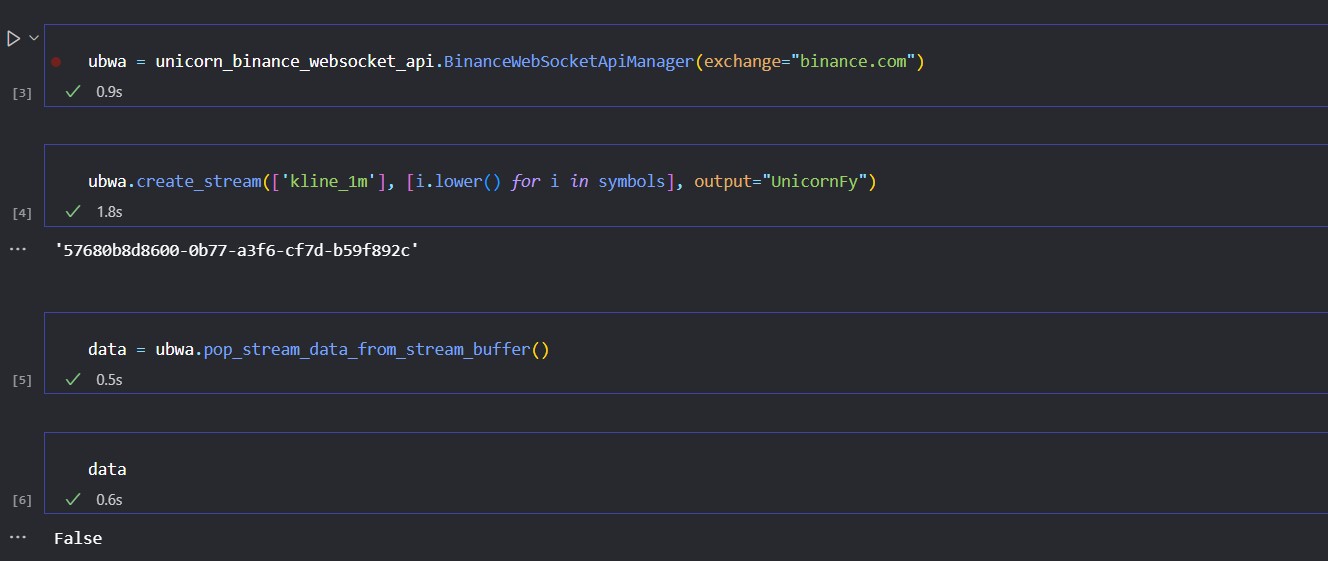 ubwa = unicorn_binance_websocket_api.BinanceWebSocketApiManager(exchange="binance.com")
[3] 0.9s
ubwa.create_stream(['kline_1m'], [i.lower() for i in symbols], output="UnicornFy")
[4] 1.8s
'57680b8d8600-0b77-a3f6-cf7d-b59f892c'
data = ubwa.pop_stream_data_from_stream_buffer()
[5] 0.5s
data
[6] 0.6s
False